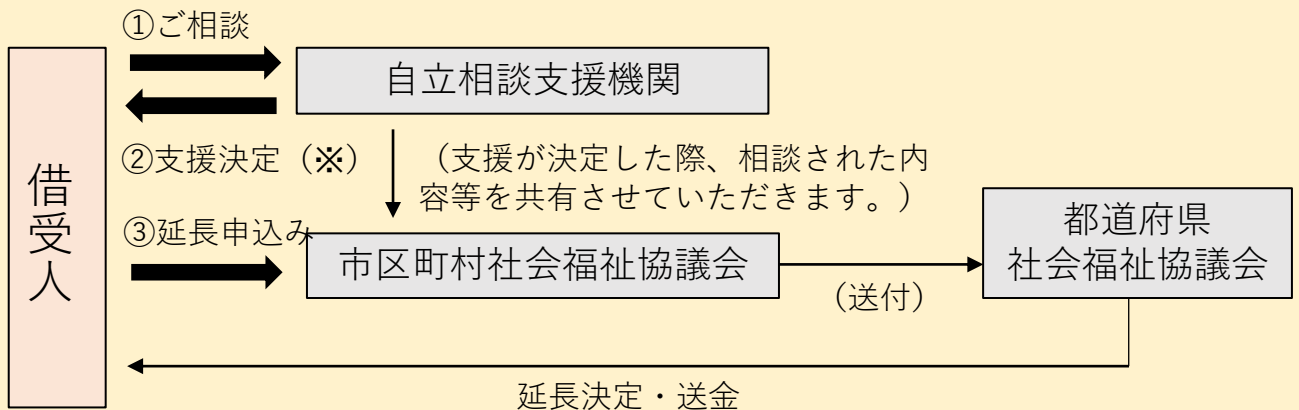 ①ご相談
自立相談支援機関
②支援決定（※）
（支援が決定した際、相談された内
容等を共有させていただきます。）
借受人
③延長申込み
市区町村社会福祉協議会
（送付）
都道府県
社会福祉協議会
延長決定・送金